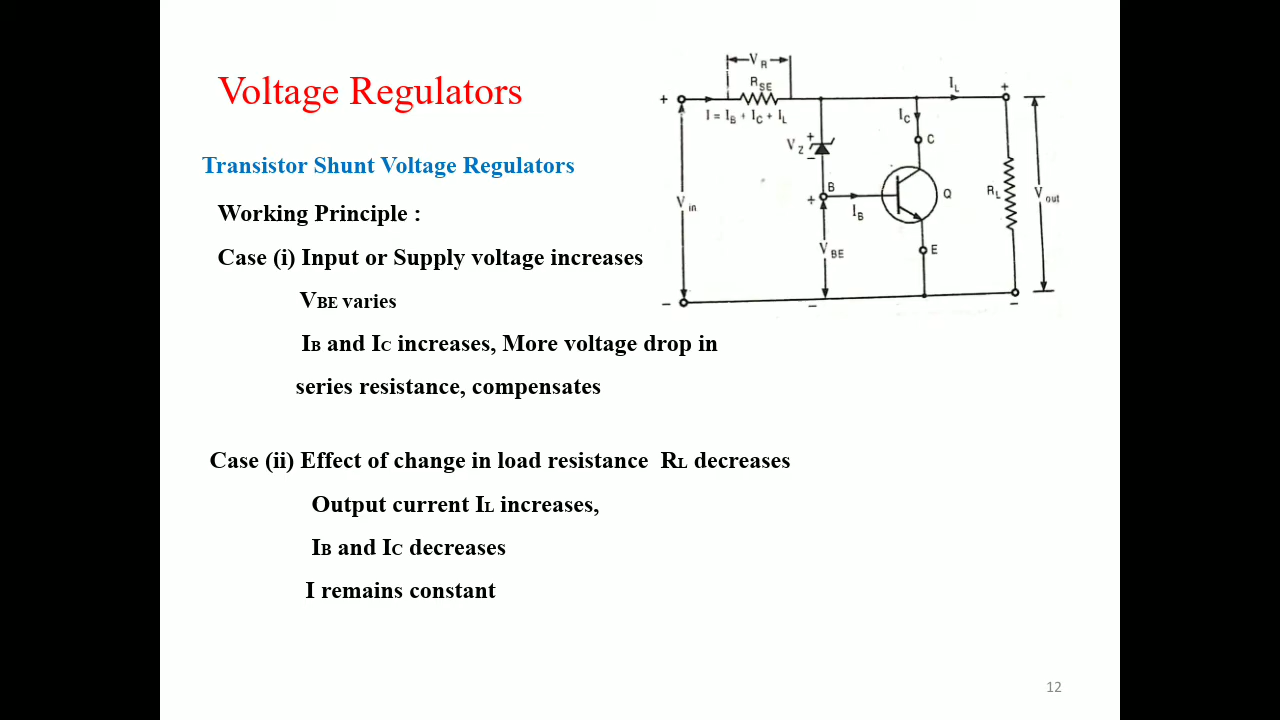 Voltage Regulators
Transistor Shunt Voltage Regulators
Working Principle :
Case (i) Input or Supply voltage increases
VBE varies
IB and IC increases, More voltage drop in
series resistance, compensates
Case (ii) Effect of change in load resistance RL decreases
Output current IL increases,
IB and IC decreases
I remains constant
VR
RSE
I = IB + IC + IL
IL
+
+
IC
C
VZ
+
−
B
+
IB
Q
RL
Vout
Vin
VBE
E
−
−
−
12